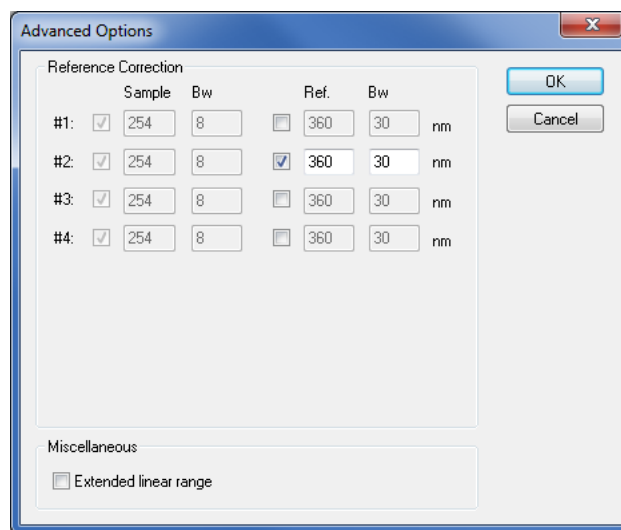 Advanced Options
Reference Correction
Sample Bw Ref. Bw
#1: 254 8 360 30 nm
#2: 254 8 360 30 nm
#3: 254 8 360 30 nm
#4: 254 8 360 30 nm
OK
Cancel
Miscellaneous
Extended linear range